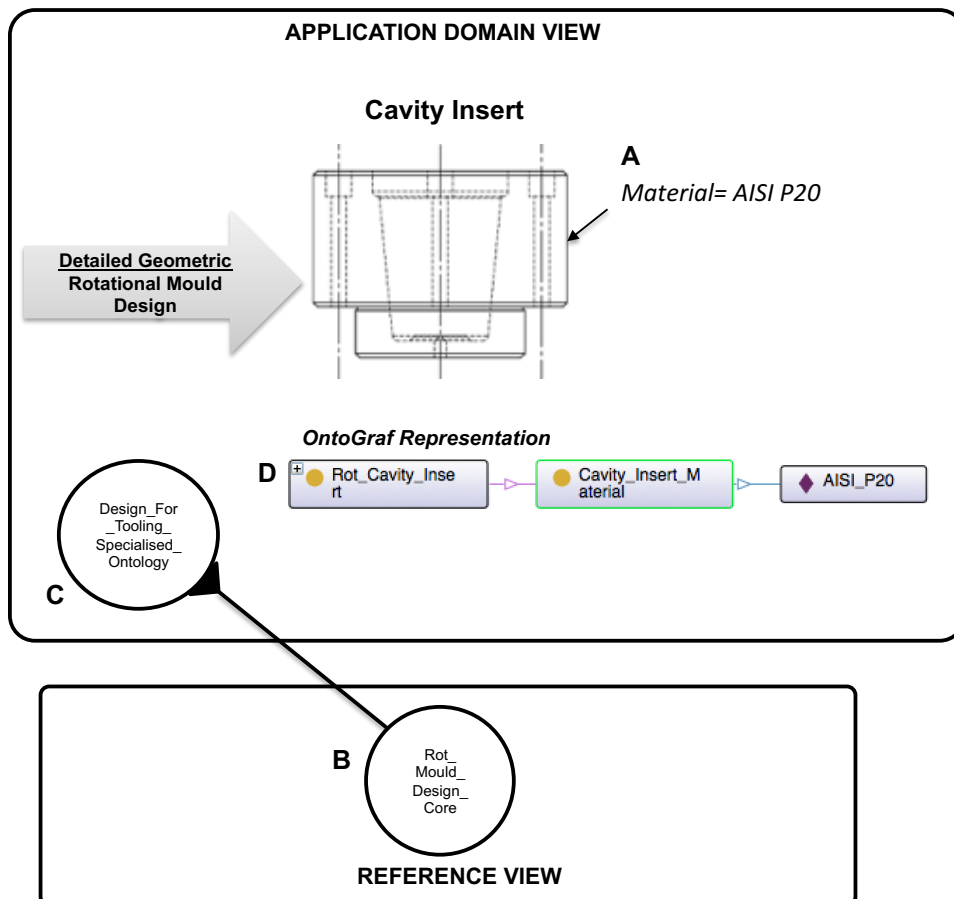 APPLICATION DOMAIN VIEW
Cavity Insert
A
Material= AISI P20
Detailed Geometric
Rotational Mould
Design
OntoGraf Representation
D
Rot_Cavity_Inse
rt
Cavity_Insert_M
aterial
AISI_P20
Design_For
_Tooling_
Specialised_
Ontology
C
B
Rot_
Mould_
Design_
Core
REFERENCE VIEW